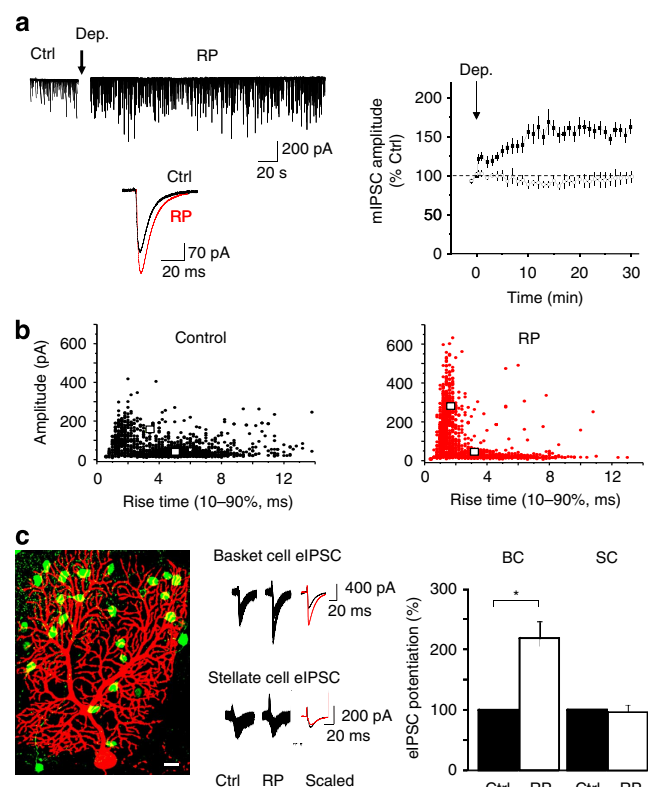 a
Dep.
Ctrl
RP
200 pA
20 s
Ctrl
RP
70 pA
20 ms
Dep.
200
150
100
50
0
mIPSC amplitude
(% Ctrl)
0
10
20
30
Time (min)
b
Control
600
400
200
0
Amplitude (pA)
0
4
8
12
Rise time (10–90%, ms)
RP
600
400
200
0
0
4
8
12
Rise time (10–90%, ms)
c
Basket cell eIPSC
400 pA
20 ms
Stellate cell eIPSC
200 pA
20 ms
Ctrl RP Scaled
BC SC
300
200
100
0
eIPSC potentiation (%)
*
Ctrl RP Ctrl RP